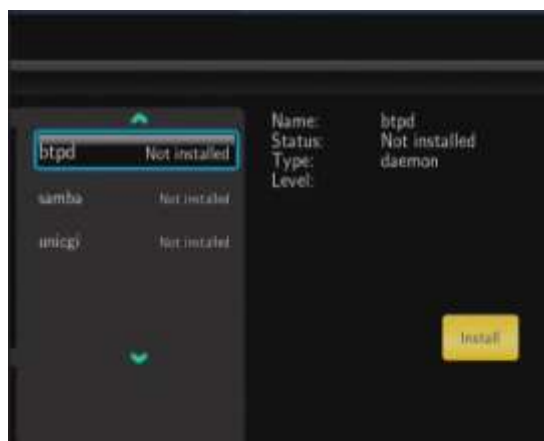 btpd Not installed
samba Not installed
unicgi Not installed
Name: btpd
Status: Not installed
Type: daemon
Level:
Install